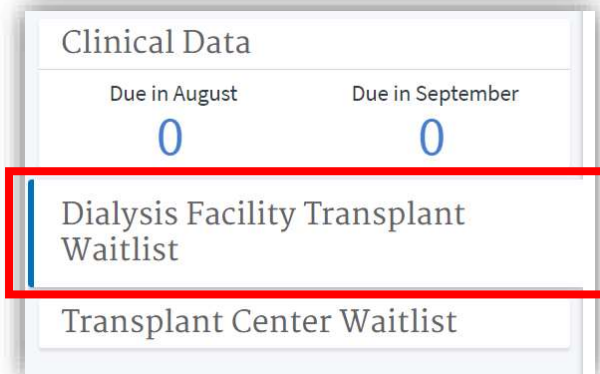 Clinical Data
Due in August Due in September
0 0
Dialysis Facility Transplant
Waitlist
Transplant Center Waitlist